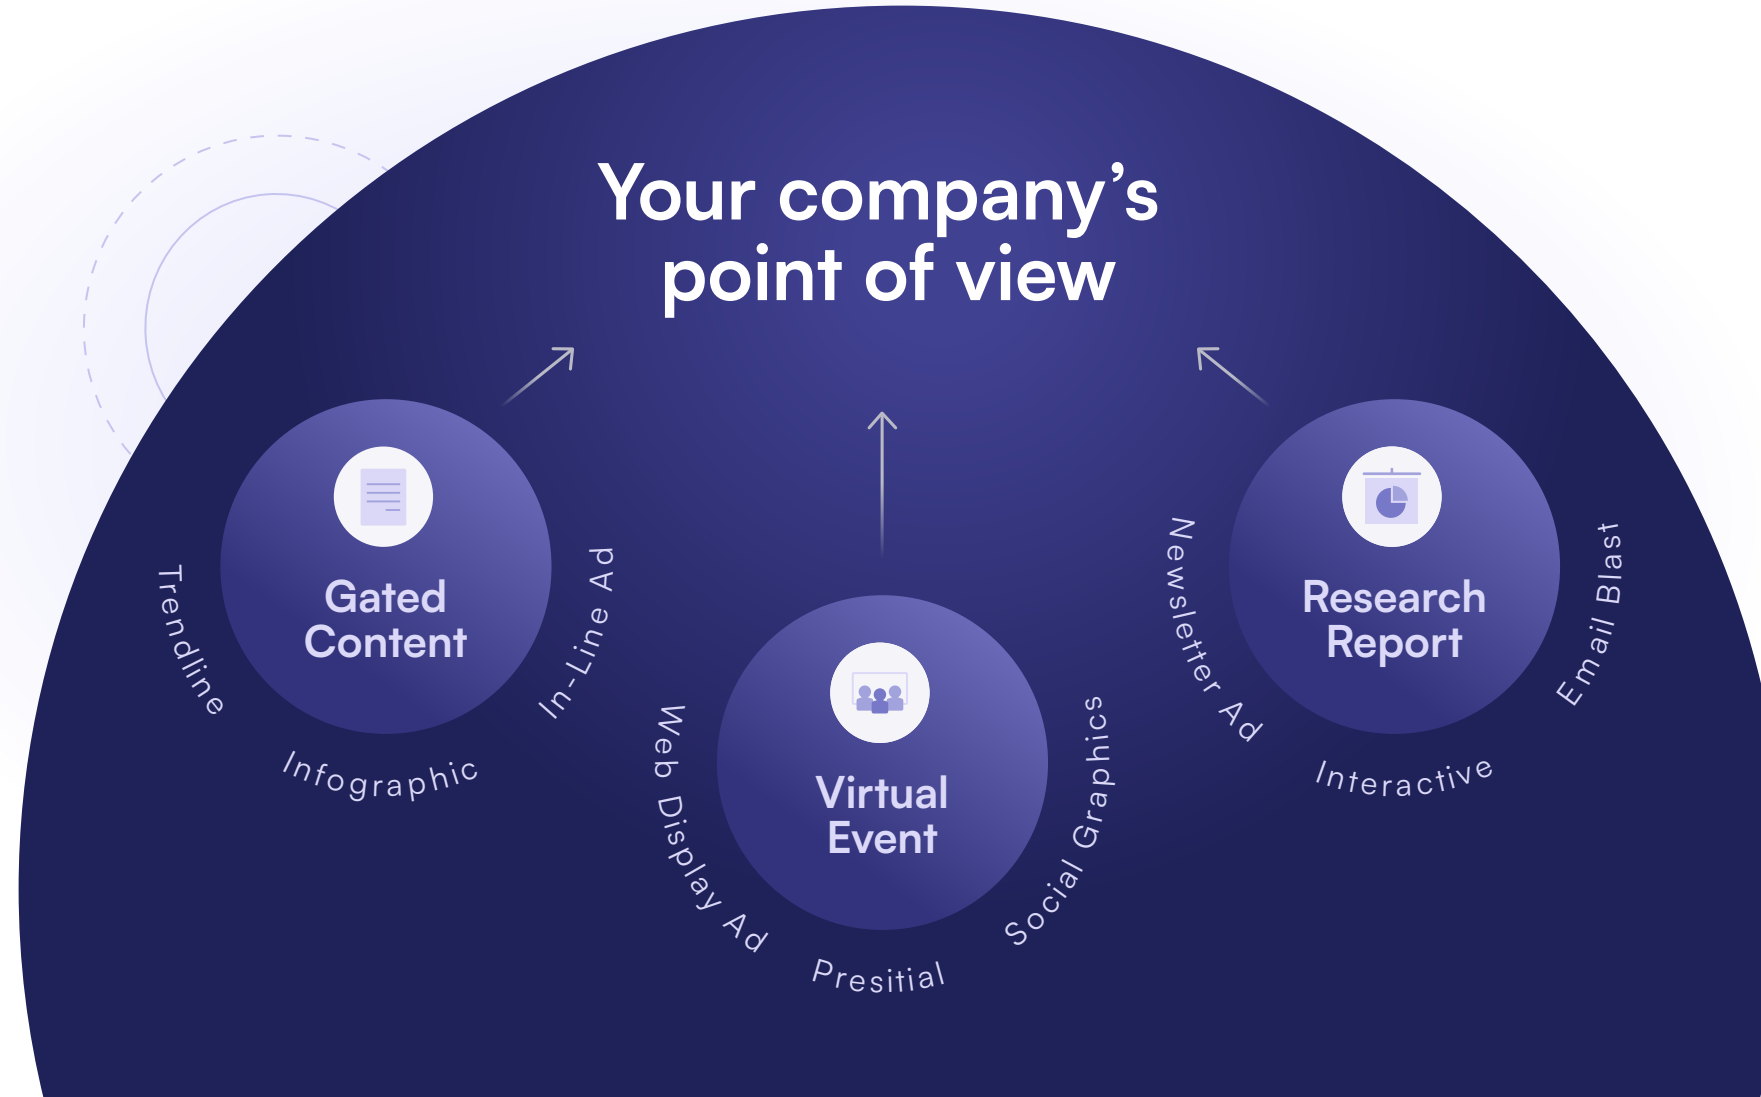 Your company’s
point of view
Gated
Content
Trendline
Infographic
In-Line Ad
Virtual
Event
Web Display Ad
Presitial
Social Graphics
Research
Report
Newsletter Ad
Interactive
Email Blast